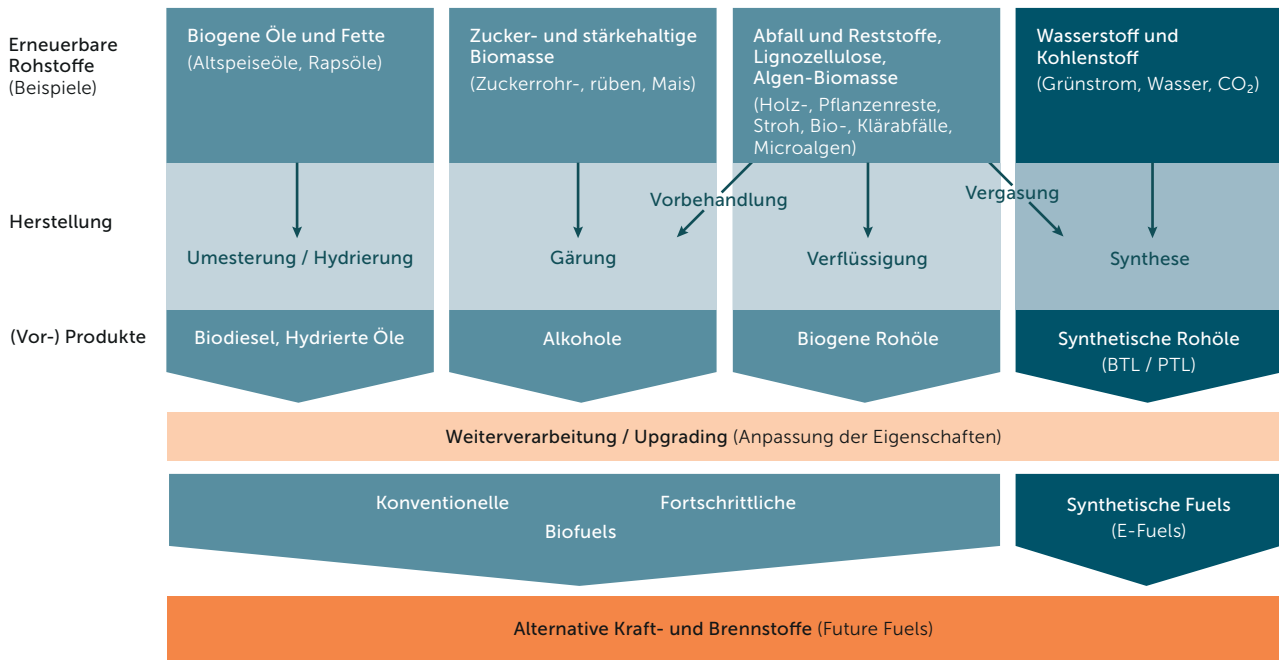 Erneuerbare
Rohstoffe
(Beispiele)
Biogene Öle und Fette
(Altspeiseöle, Rapsöle)
Zucker- und stärkehaltige
Biomasse
(Zuckerrohr-, rüben, Mais)
Abfall und Reststoffe,
Lignozellulose,
Algen-Biomasse
(Holz-, Pflanzenreste,
Stroh, Bio-, Klärabfälle,
Microalgen)
Wasserstoff und
Kohlenstoff
(Grünstrom, Wasser, CO₂)
Herstellung
Vorbehandlung
Vergasung
Umesterung / Hydrierung
Gärung
Verflüssigung
Synthese
(Vor-) Produkte
Biodiesel, Hydrierte Öle
Alkohole
Biogene Rohöle
Synthetische Rohöle
(BTL / PTL)
Weiterverarbeitung / Upgrading (Anpassung der Eigenschaften)
Konventionelle
Fortschrittliche
Biofuels
Synthetische Fuels
(E-Fuels)
Alternative Kraft- und Brennstoffe (Future Fuels)